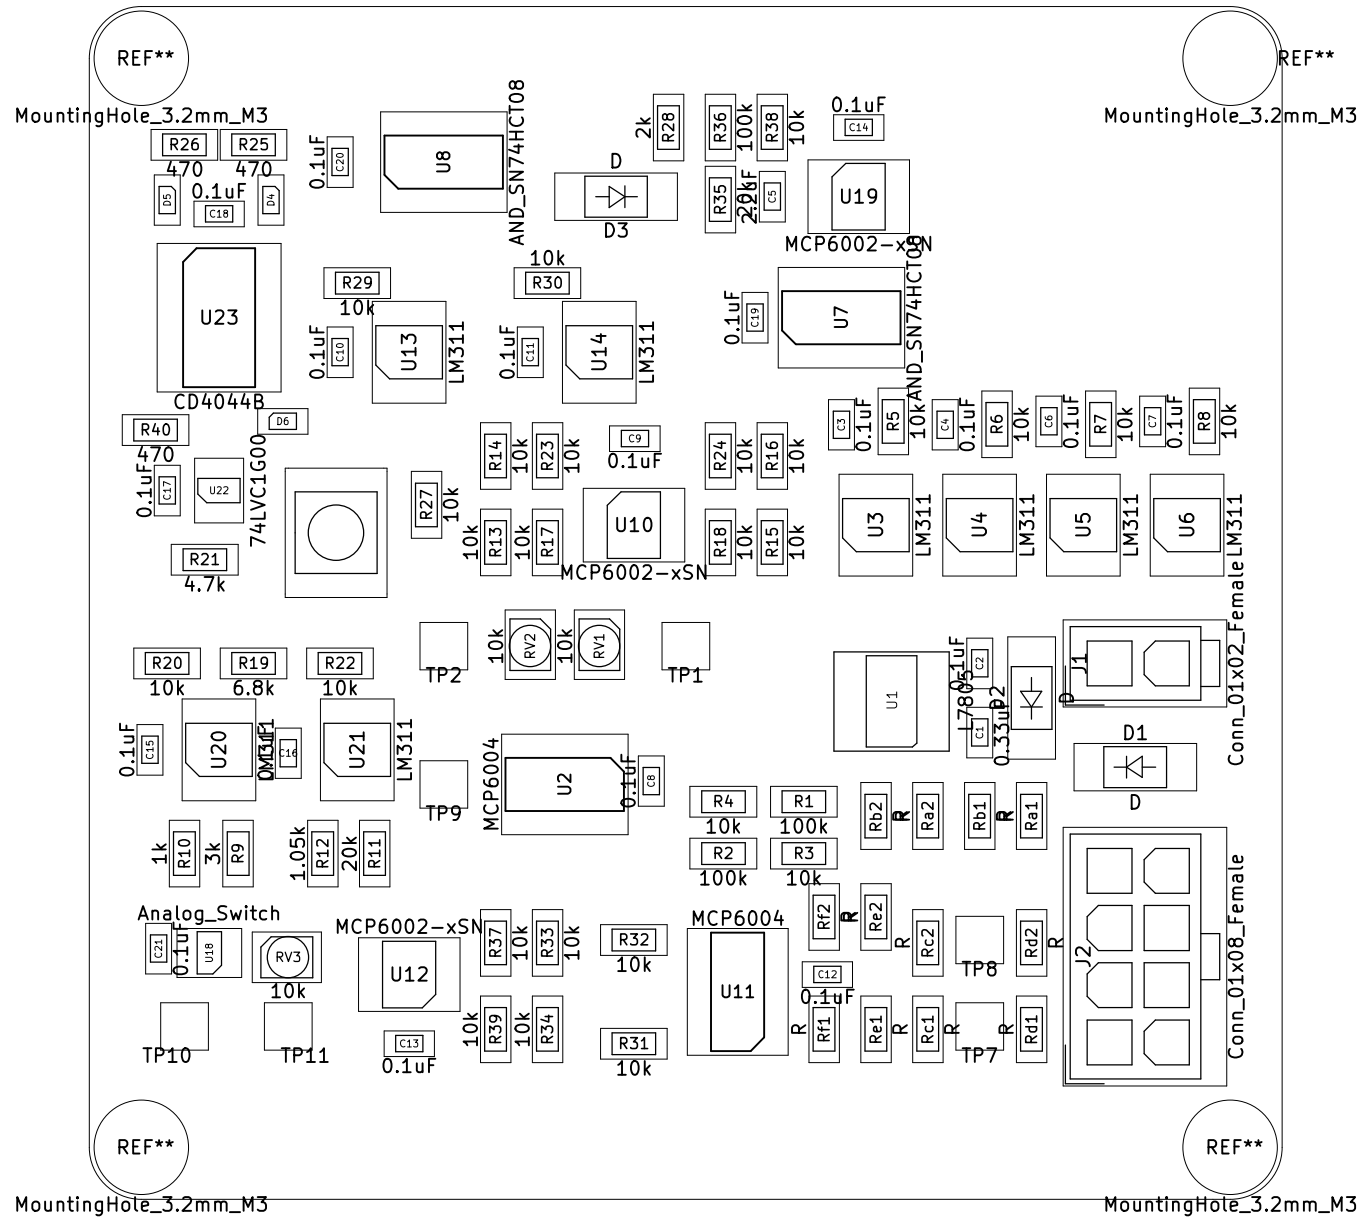 REF**
REF**
MountingHole_3.2mm_M3
MountingHole_3.2mm_M3
R26
470
R25
470
0.1uF
C20
U8
AND_SN74HCT08
2k
R28
R36
100k
R38
10k
0.1uF
C14
D5
0.1uF
C18
D4
D
D3
R35
20k
2.2uF
C5
U19
MCP6002-xSN
U23
CD4044B
R29
10k
10k
R30
0.1uF
C10
U13
LM311
0.1uF
C11
U14
LM311
0.1uF
C19
U7
AND_SN74HCT08
R40
470
D6
0.1uF
C17
U22
74LVC1G00
R21
4.7k
R27
10k
R14
10k
R23
10k
C9
0.1uF
R24
10k
R16
10k
C3
0.1uF
R5
10k
C4
0.1uF
R6
10k
C6
0.1uF
R7
10k
C7
0.1uF
R8
10k
10k
R13
10k
R17
U10
MCP6002-xSN
R18
10k
R15
10k
U3
LM311
U4
LM311
U5
LM311
U6
LM311
TP2
10k
RV2
10k
RV1
TP1
U1
L7805
0.1uF
C2
C1
0.33uF
D2
D
J1
Conn_01x02_Female
R20
10k
R19
6.8k
R22
10k
0.1uF
C15
U20
LM311
0.1uF
C16
U21
LM311
TP9
MCP6004
U2
0.1uF
C8
D1
D
R4
10k
R1
100k
R2
100k
R3
10k
Rb2
R
Ra2
R
Rb1
R
Ra1
R
1k
R10
3k
R9
1.05k
R12
20k
R11
Analog_Switch
C21
0.1uF
U18
RV3
10k
MCP6002-xSN
U12
C13
0.1uF
R37
10k
R33
10k
R32
10k
10k
R39
10k
R34
R31
10k
MCP6004
U11
Rf2
R
Re2
R
C12
0.1uF
R
Rc2
TP8
Rd2
R
R
Rf1
Re1
R
Rc1
R
TP7
R
Rd1
J2
Conn_01x08_Female
TP10
TP11
REF**
REF**
MountingHole_3.2mm_M3
MountingHole_3.2mm_M3